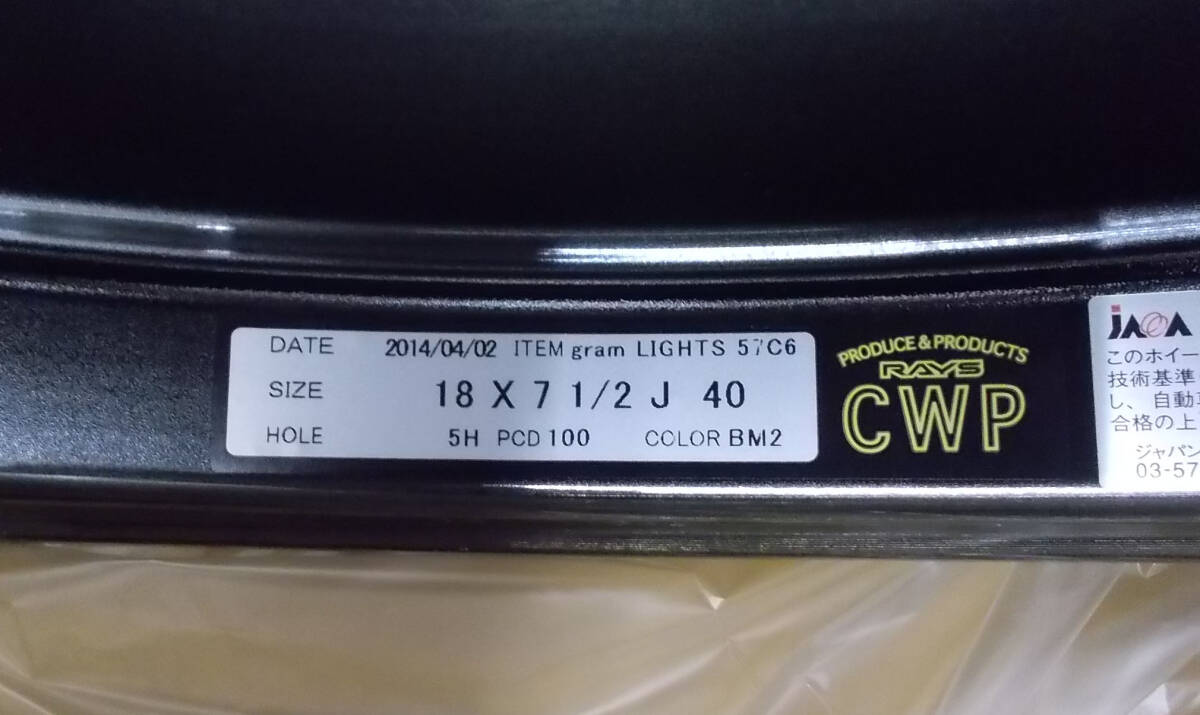 DATE 2014/04/02 ITEM gram LIGHTS 57C6
SIZE 18 X 7 1/2 J 40
HOLE 5H PCD 100 COLOR BM2
PRODUCE & PRODUCTS
RAYS
CWP
JAWA
このホイー
技術基準
し、自動車
合格の上
ジャパン
03-57